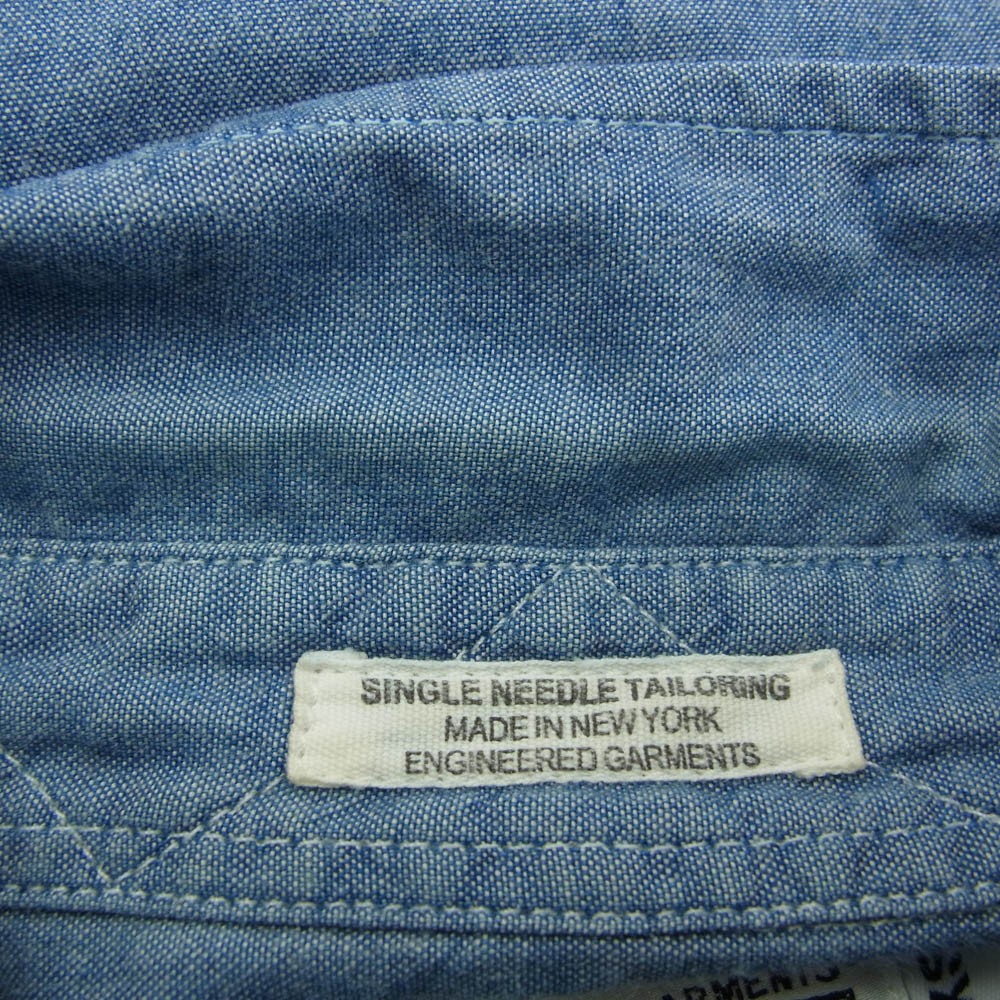 SINGLE NEEDLE TAILORING
MADE IN NEW YORK
ENGINEERED GARMENTS